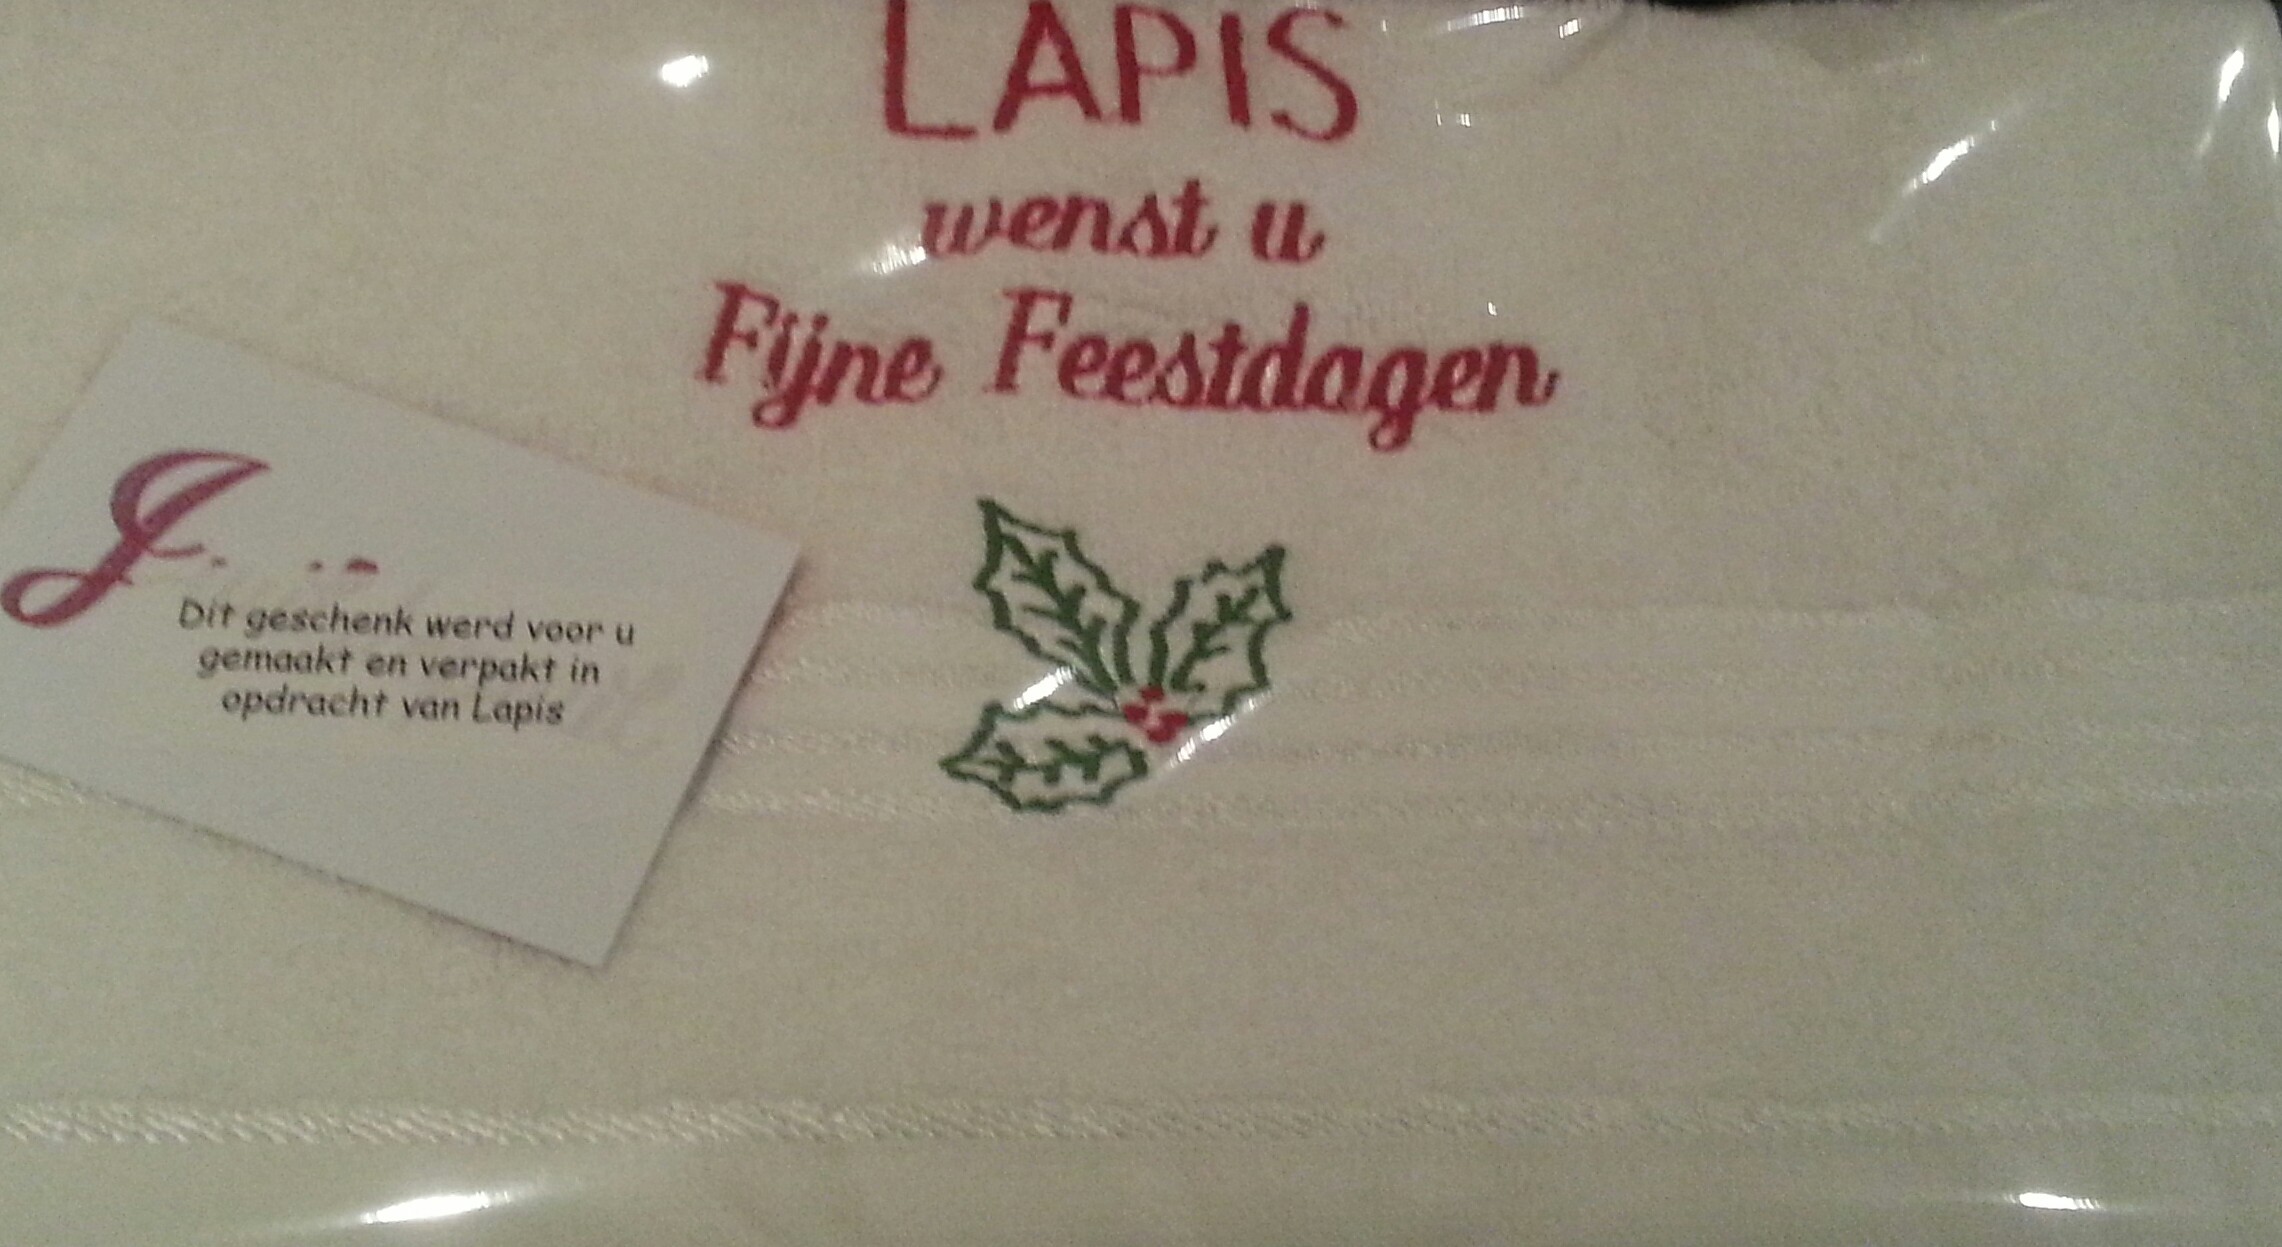 LAPIS
wenst u
Fijne Feestdagen
Dit geschenk werd voor u
gemaakt en verpakt in
opdracht van Lapis